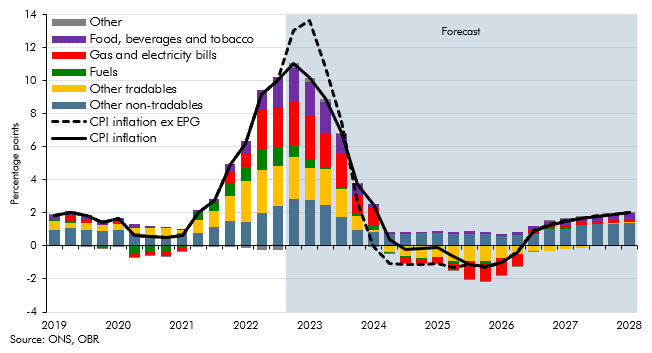 14
12
10
8
6
4
2
0
-2
-4
Percentage points
Other
Food, beverages and tobacco
Gas and electricity bills
Fuels
Other tradables
Other non-tradables
CPI inflation ex EPG
CPI inflation
Forecast
2019 2020 2021 2022 2023 2024 2025 2026 2027 2028
Source: ONS, OBR